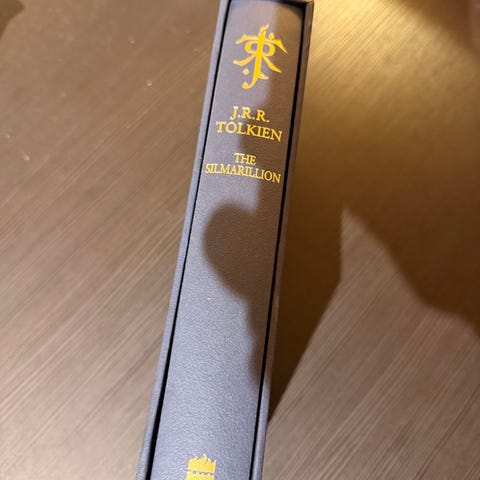 J.R.R.
TOLKIEN
THE
SILMARILLION